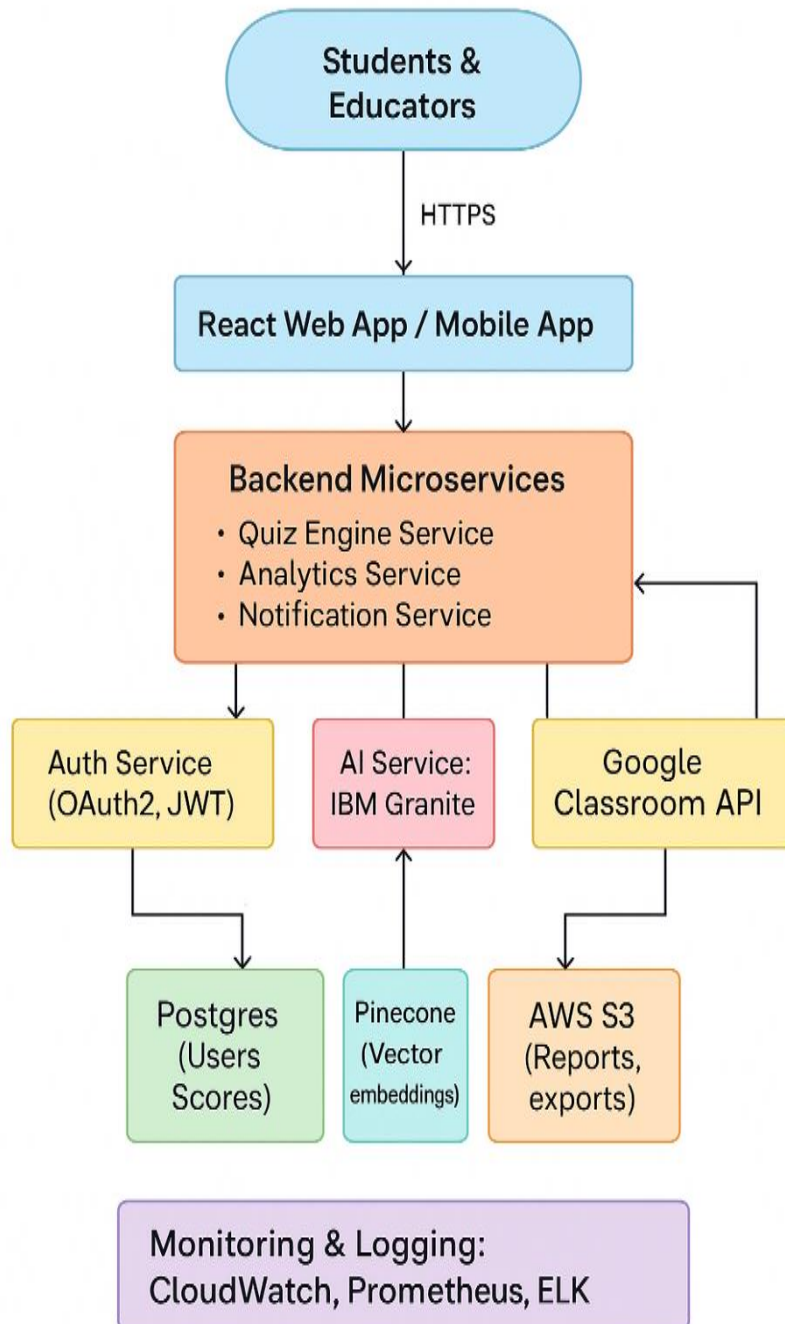 Students &
Educators
HTTPS
React Web App / Mobile App
Backend Microservices
• Quiz Engine Service
• Analytics Service
• Notification Service
Auth Service
(OAuth2, JWT)
AI Service:
IBM Granite
Google
Classroom API
Postgres
(Users
Scores)
Pinecone
(Vector
embeddings)
AWS S3
(Reports,
exports)
Monitoring & Logging:
CloudWatch, Prometheus, ELK